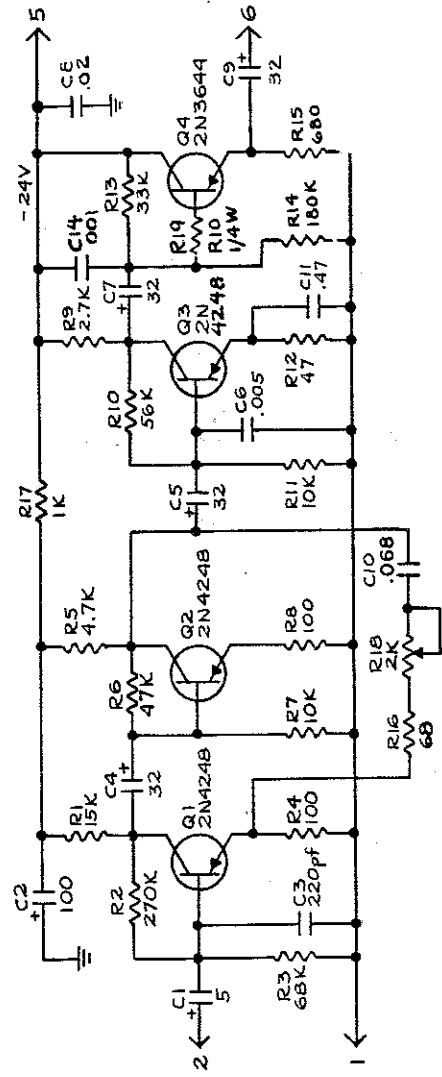 5
6
-24V
C8
.02
C9+
32
Q4
2N3644
R15
680
R13
33K
R19
R10
1/4W
R14
180K
C14
.001
C7
+
32
R9
2.7K
Q3
2N
4248
C11
.47
R12
47
R10
56K
C6
.005
R11
10K
C5
+
32
R17
1K
R5
4.7K
Q2
2N4248
R8
100
R6
47K
R7
10K
C10
.068
R18
2K
R16
68
C4
+
32
R1
15K
Q1
2N4248
R4
100
C2
+
100
R2
270K
C3
220pf
R3
68K
C1
+
5
2
1